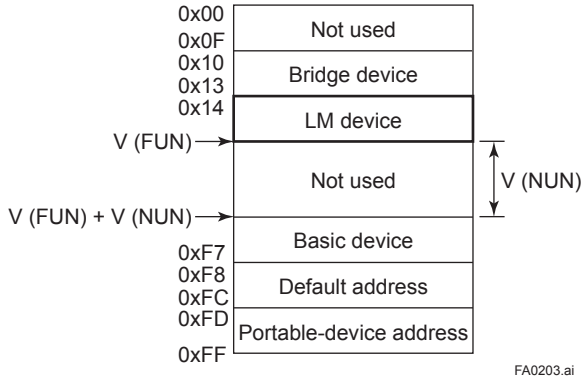 0x00
Not used
0x0F
0x10
Bridge device
0x13
0x14
LM device
V (FUN)
Not used
V (NUN)
V (FUN) + V (NUN)
Basic device
0xF7
0xF8
Default address
0xFC
0xFD
Portable-device address
0xFF
FA0203.ai